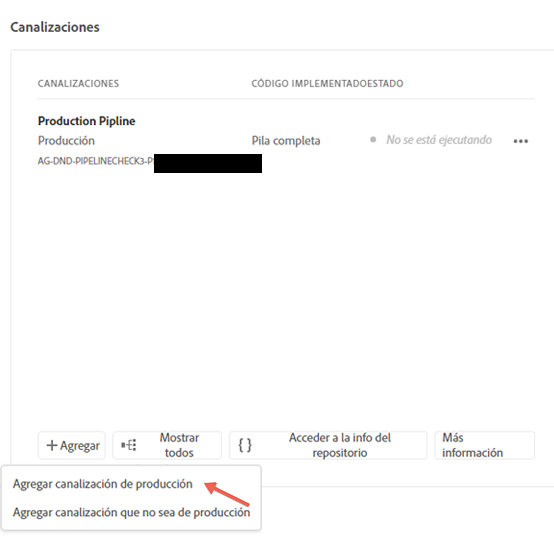 Canalizaciones
CANALIZACIONES CÓDIGO IMPLEMENTADOESTADO
Production Pipline
Producción Pila completa No se está ejecutando
AG-DND-PIPELINECHECK3-P
+ Agregar Mostrar todos { } Acceder a la info del repositorio Más información
Agregar canalización de producción
Agregar canalización que no sea de producción